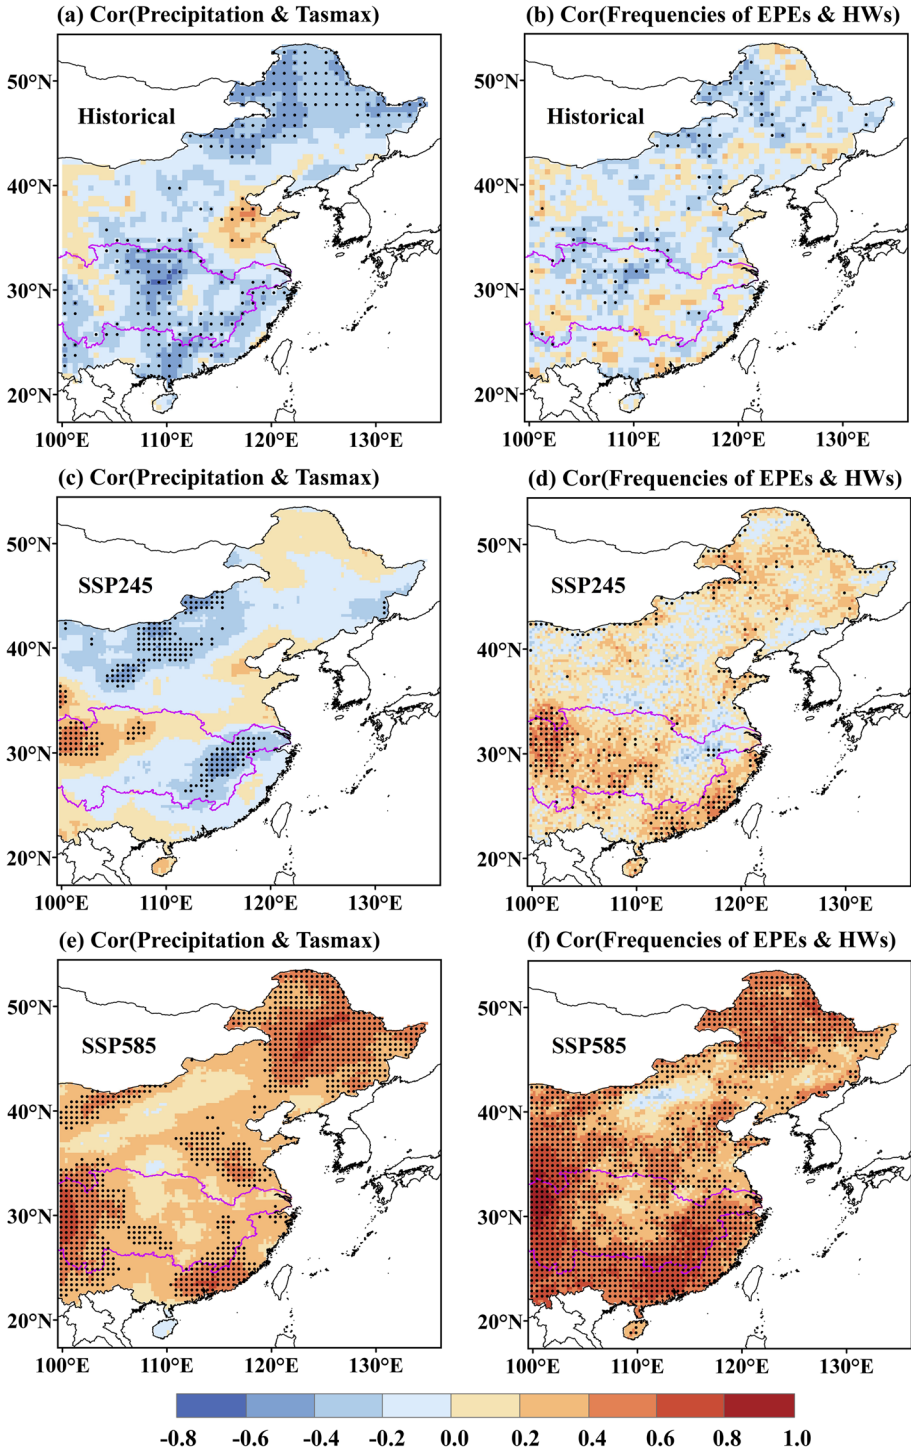 (a) Cor(Precipitation & Tasmax)
(b) Cor(Frequencies of EPEs & HWs)
50°N
40°N
30°N
20°N
Historical
100°E 110°E 120°E 130°E
50°N
40°N
30°N
20°N
Historical
100°E 110°E 120°E 130°E
(c) Cor(Precipitation & Tasmax)
(d) Cor(Frequencies of EPEs & HWs)
50°N
40°N
30°N
20°N
SSP245
100°E 110°E 120°E 130°E
50°N
40°N
30°N
20°N
SSP245
100°E 110°E 120°E 130°E
(e) Cor(Precipitation & Tasmax)
(f) Cor(Frequencies of EPEs & HWs)
50°N
40°N
30°N
20°N
SSP585
100°E 110°E 120°E 130°E
50°N
40°N
30°N
20°N
SSP585
100°E 110°E 120°E 130°E
-0.8 -0.6 -0.4 -0.2 0.0 0.2 0.4 0.6 0.8 1.0